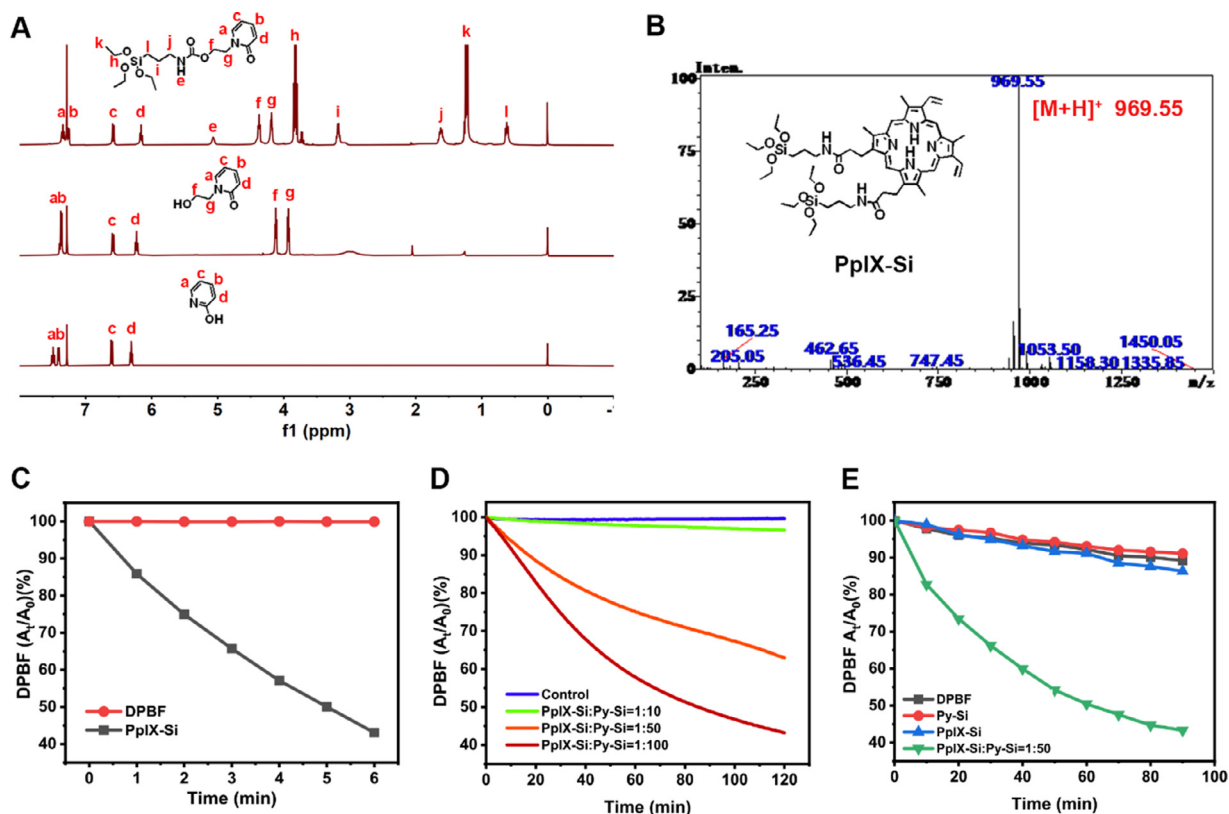 A
k
l
j
h
i
e
f
g
a
c
b
d
N
O
Si
NH
k
h
a b
c
d
e
f
g
i
j
l
c
a
b
d
f
g
HO
N
O
ab
c
d
f
g
c
a
b
d
N
OH
ab
c
d
7
6
5
4
3
2
1
0
-
f1 (ppm)
B
Inten.
100
75
50
25
0
969.55
[M+H]⁺ 969.55
PpIX-Si
165.25
205.05
462.65
536.45
747.45
1053.50
1158.30
1335.85
1450.05
250
500
750
1000
1250
m/z
C
DPBF (Aₜ/A₀)(%)
100
90
80
70
60
50
40
DPBF
PpIX-Si
0 1 2 3 4 5 6
Time (min)
D
DPBF (Aₜ/A₀)(%)
100
90
80
70
60
50
40
Control
PpIX-Si:Py-Si=1:10
PpIX-Si:Py-Si=1:50
PpIX-Si:Py-Si=1:100
0 20 40 60 80 100 120
Time (min)
E
DPBF Aₜ/A₀(%)
100
90
80
70
60
50
40
DPBF
Py-Si
PpIX-Si
PpIX-Si:Py-Si=1:50
0 20 40 60 80 100
Time (min)